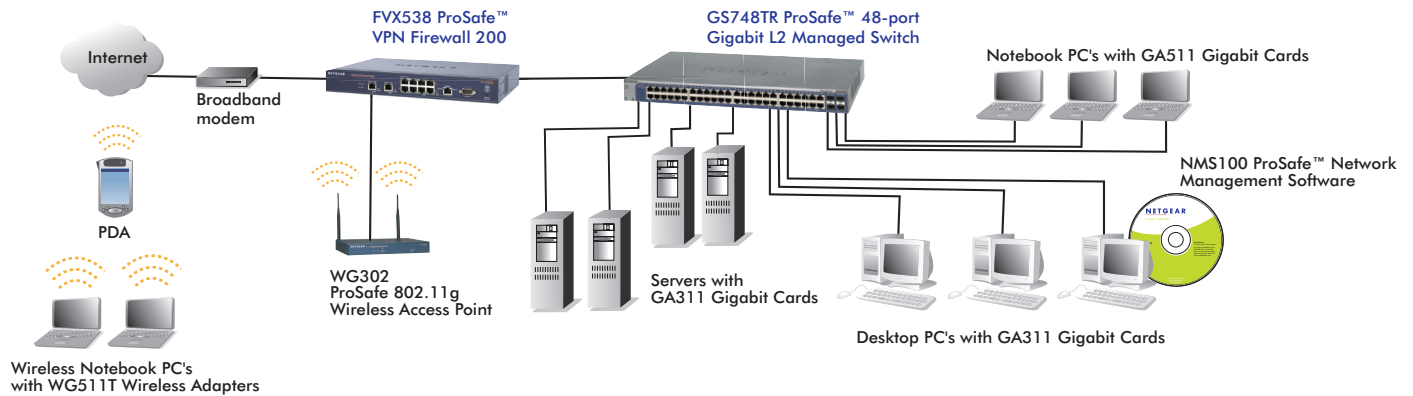 FVX538 ProSafe™
VPN Firewall 200
GS748TR ProSafe™ 48-port
Gigabit L2 Managed Switch
Internet
Broadband
modem
NETGEAR
Notebook PC's with GA511 Gigabit Cards
NMS100 ProSafe™ Network
Management Software
NETGEAR
PDA
NETGEAR
WG302
ProSafe 802.11g
Wireless Access Point
Servers with
GA311 Gigabit Cards
Desktop PC's with GA311 Gigabit Cards
Wireless Notebook PC's
with WG511T Wireless Adapters